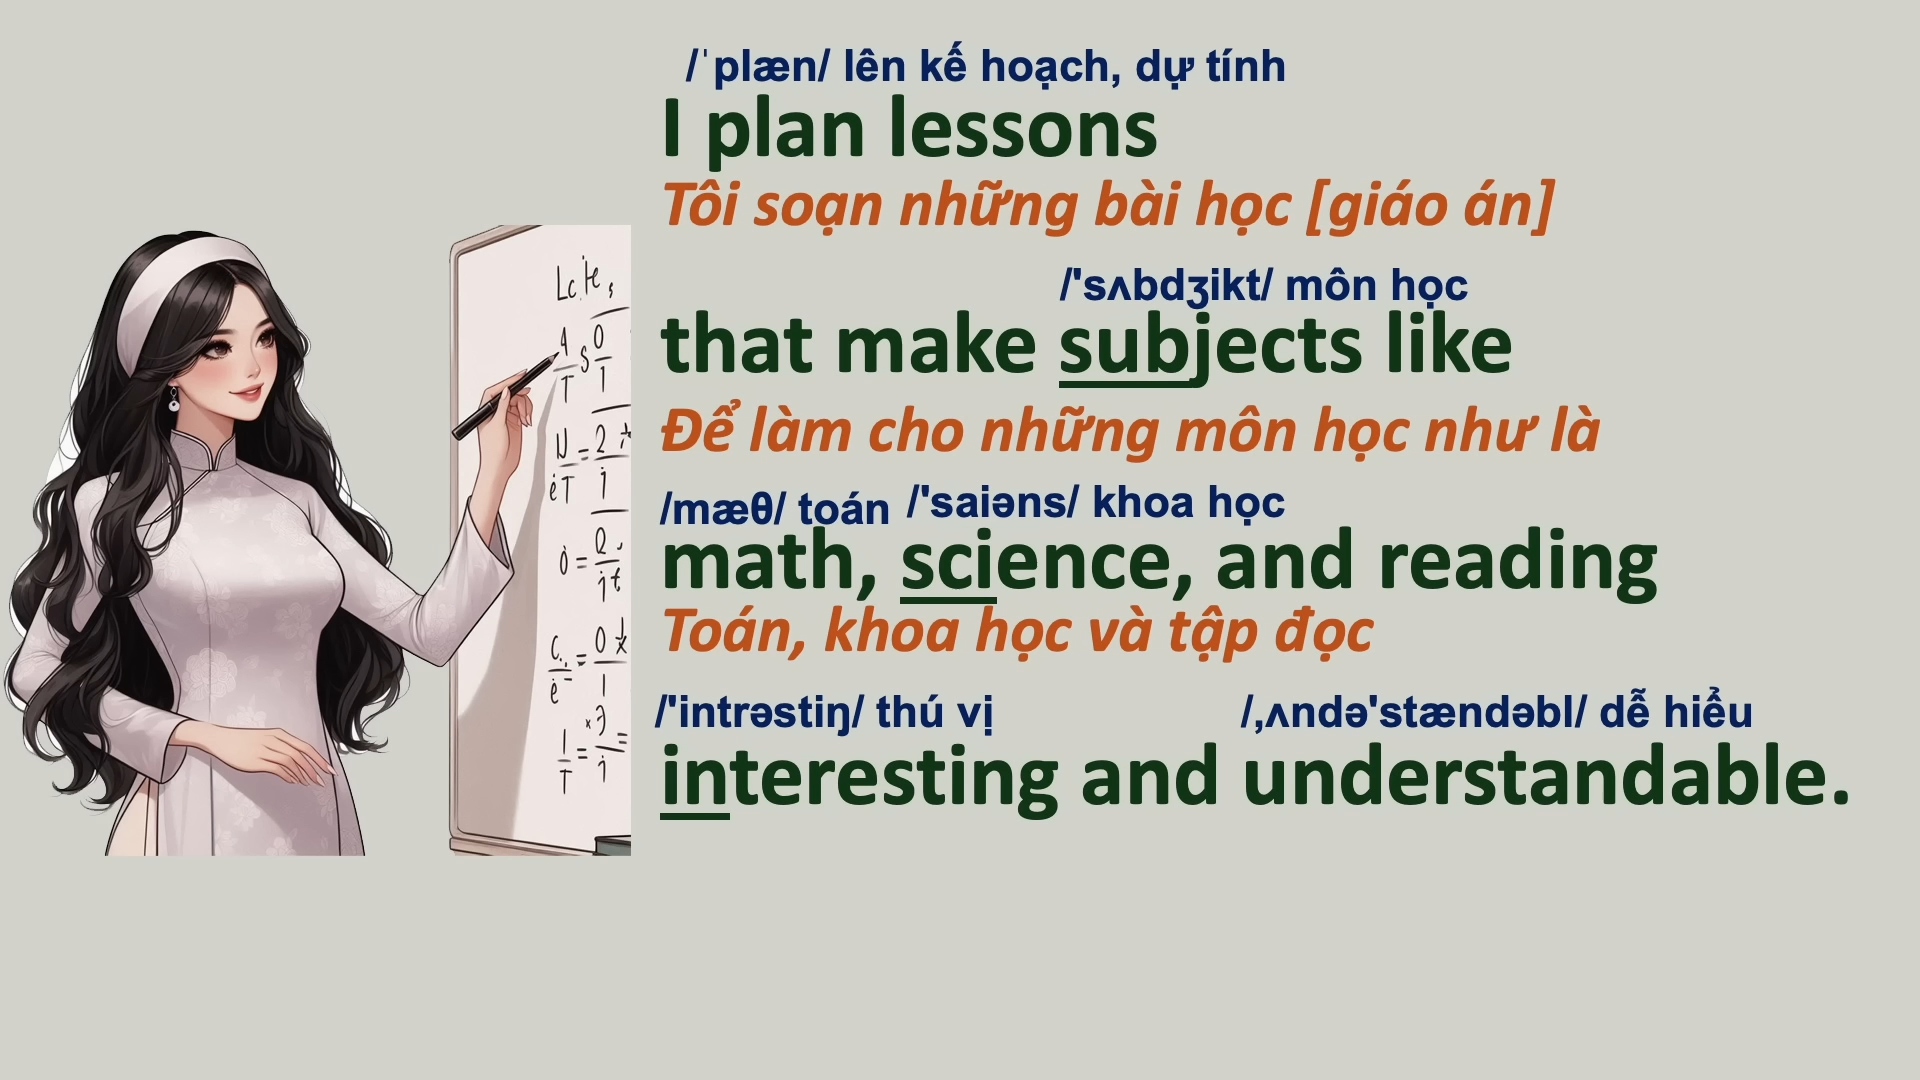 /ˈplæn/ lên kế hoạch, dự tính
I plan lessons
Tôi soạn những bài học [giáo án]
/'sʌbdʒikt/ môn học
that make subjects like
Để làm cho những môn học như là
/mæθ/ toán /'saiəns/ khoa học
math, science, and reading
Toán, khoa học và tập đọc
/'intrəstiŋ/ thú vị /,ʌndə'stændəbl/ dễ hiểu
interesting and understandable.